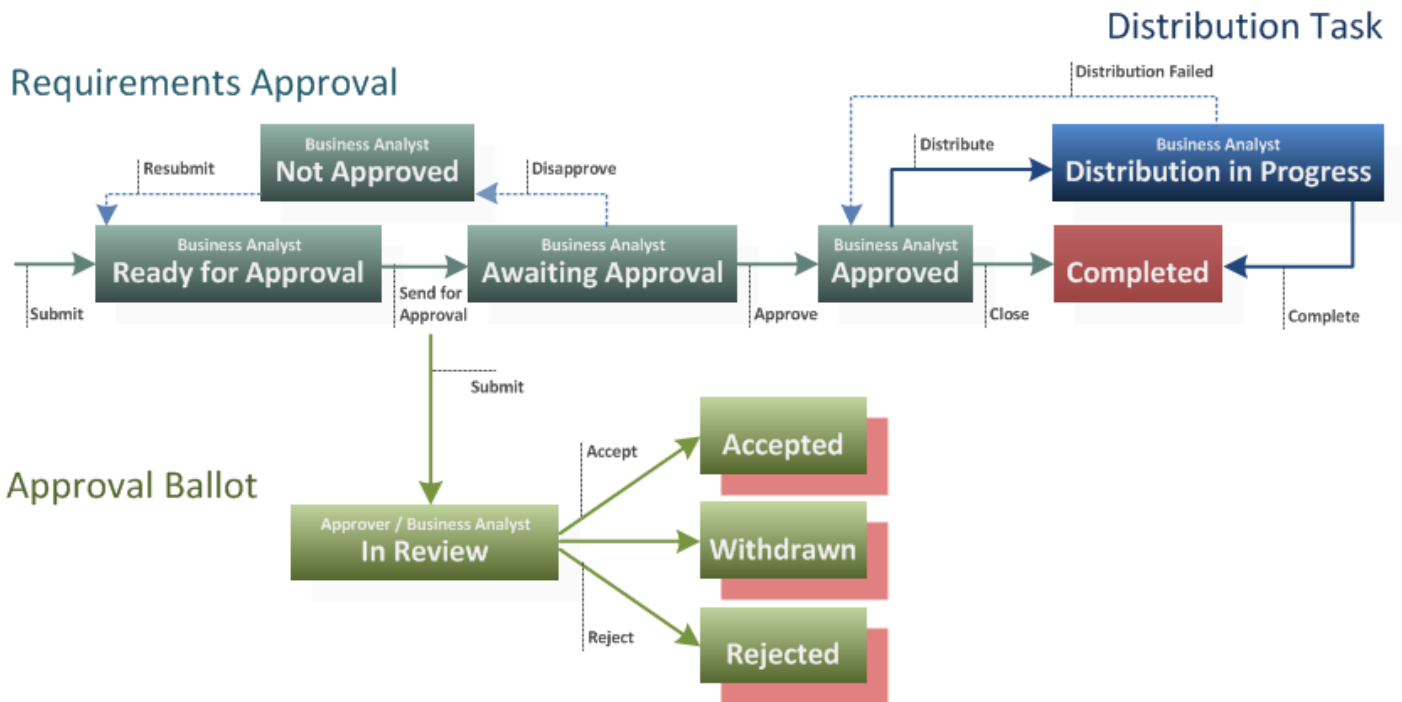 Distribution Task
Requirements Approval
Distribution Failed
Business Analyst
Not Approved
Resubmit
Disapprove
Distribute
Business Analyst
Distribution in Progress
Business Analyst
Ready for Approval
Business Analyst
Awaiting Approval
Business Analyst
Approved
Completed
Submit
Send for
Approval
Approve
Close
Complete
Submit
Approval Ballot
Accept
Accepted
Approver / Business Analyst
In Review
Withdrawn
Reject
Rejected